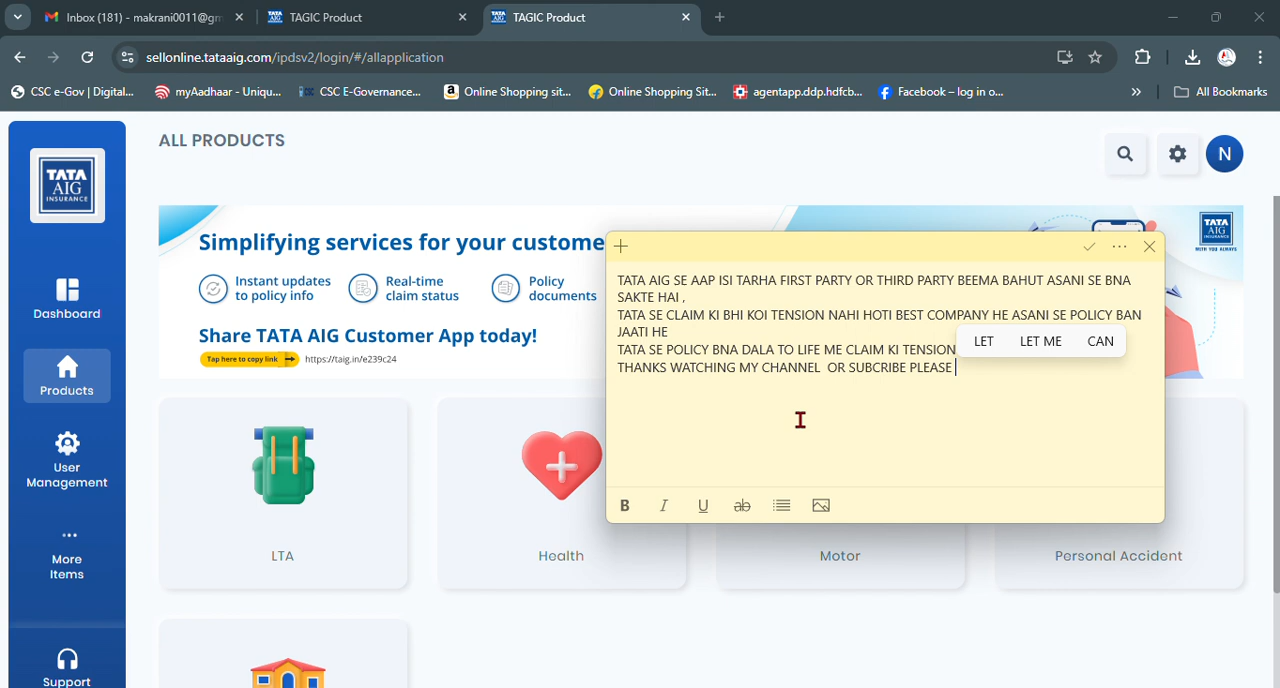 Inbox (181) - makrani0011@gm
TAGIC Product
TAGIC Product
sellonline.tataaig.com/ipdsv2/login/#/allapplication
CSC e-Gov | Digital...
myAadhaar - Uniqu...
CSC E-Governance...
Online Shopping sit...
Online Shopping Sit...
agentapp.ddp.hdfcb...
Facebook – log in o...
All Bookmarks
TATA
AIG
INSURANCE
Dashboard
Products
User
Management
More
Items
Support
ALL PRODUCTS
N
Simplifying services for your custome
Instant updates
to policy info
Real-time
claim status
Policy
documents
Share TATA AIG Customer App today!
Tap here to copy link
https://taig.in/e239c24
TATA
AIG
INSURANCE
WITH YOU ALWAYS
TATA AIG SE AAP ISI TARHA FIRST PARTY OR THIRD PARTY BEEMA BAHUT ASANI SE BNA
SAKTE HAI ,
TATA SE CLAIM KI BHI KOI TENSION NAHI HOTI BEST COMPANY HE ASANI SE POLICY BAN
JAATI HE
TATA SE POLICY BNA DALA TO LIFE ME CLAIM KI TENSION
THANKS WATCHING MY CHANNEL  OR SUBCRIBE PLEASE
LET
LET ME
CAN
B
I
U
ab
LTA
Health
Motor
Personal Accident